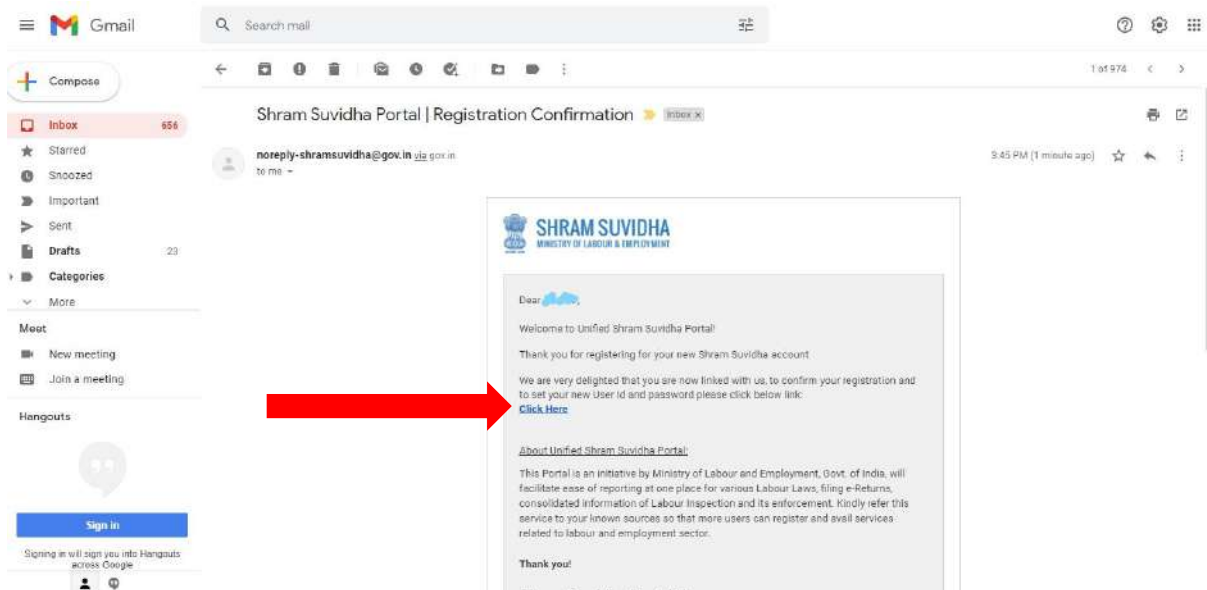 Gmail
Search mail
Compose
1 of 974
Inbox 656
Starred
Snoozed
Important
Sent
Drafts 23
Categories
More
Meet
New meeting
Join a meeting
Hangouts
Sign in
Signing in will sign you into Hangouts
across Google
Shram Suvidha Portal | Registration Confirmation Inbox x
noreply-shramsuvidha@gov.in via gov.in
3:45 PM (1 minute ago)
to me
SHRAM SUVIDHA
MINISTRY OF LABOUR & EMPLOYMENT
Dear
Welcome to Unified Shram Suvidha Portal!
Thank you for registering for your new Shram Suvidha account
We are very delighted that you are now linked with us, to confirm your registration and
to set your new User Id and password please click below link:
Click Here
About Unified Shram Suvidha Portal:
This Portal is an initiative by Ministry of Labour and Employment, Govt. of India, will
facilitate ease of reporting at one place for various Labour Laws, filing e-Returns,
consolidated information of Labour Inspection and its enforcement. Kindly refer this
service to your known sources so that more users can register and avail services
related to labour and employment sector.
Thank you!